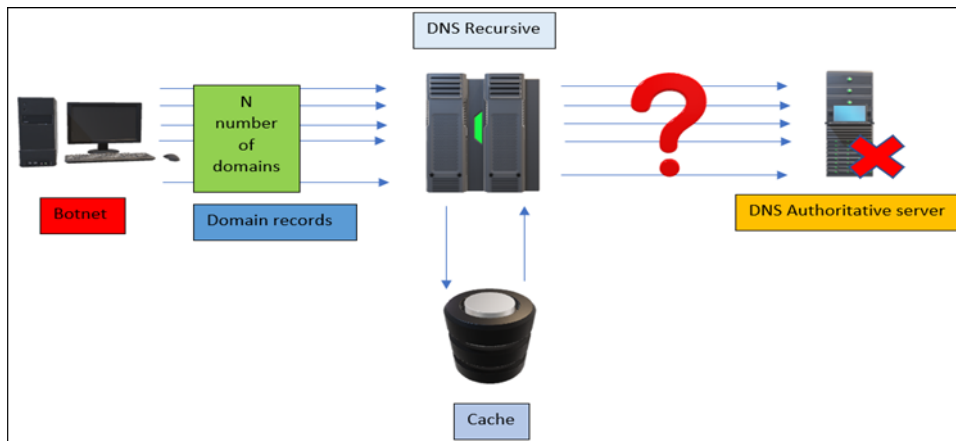 DNS Recursive
N
number
of
domains
Botnet
Domain records
DNS Authoritative server
Cache